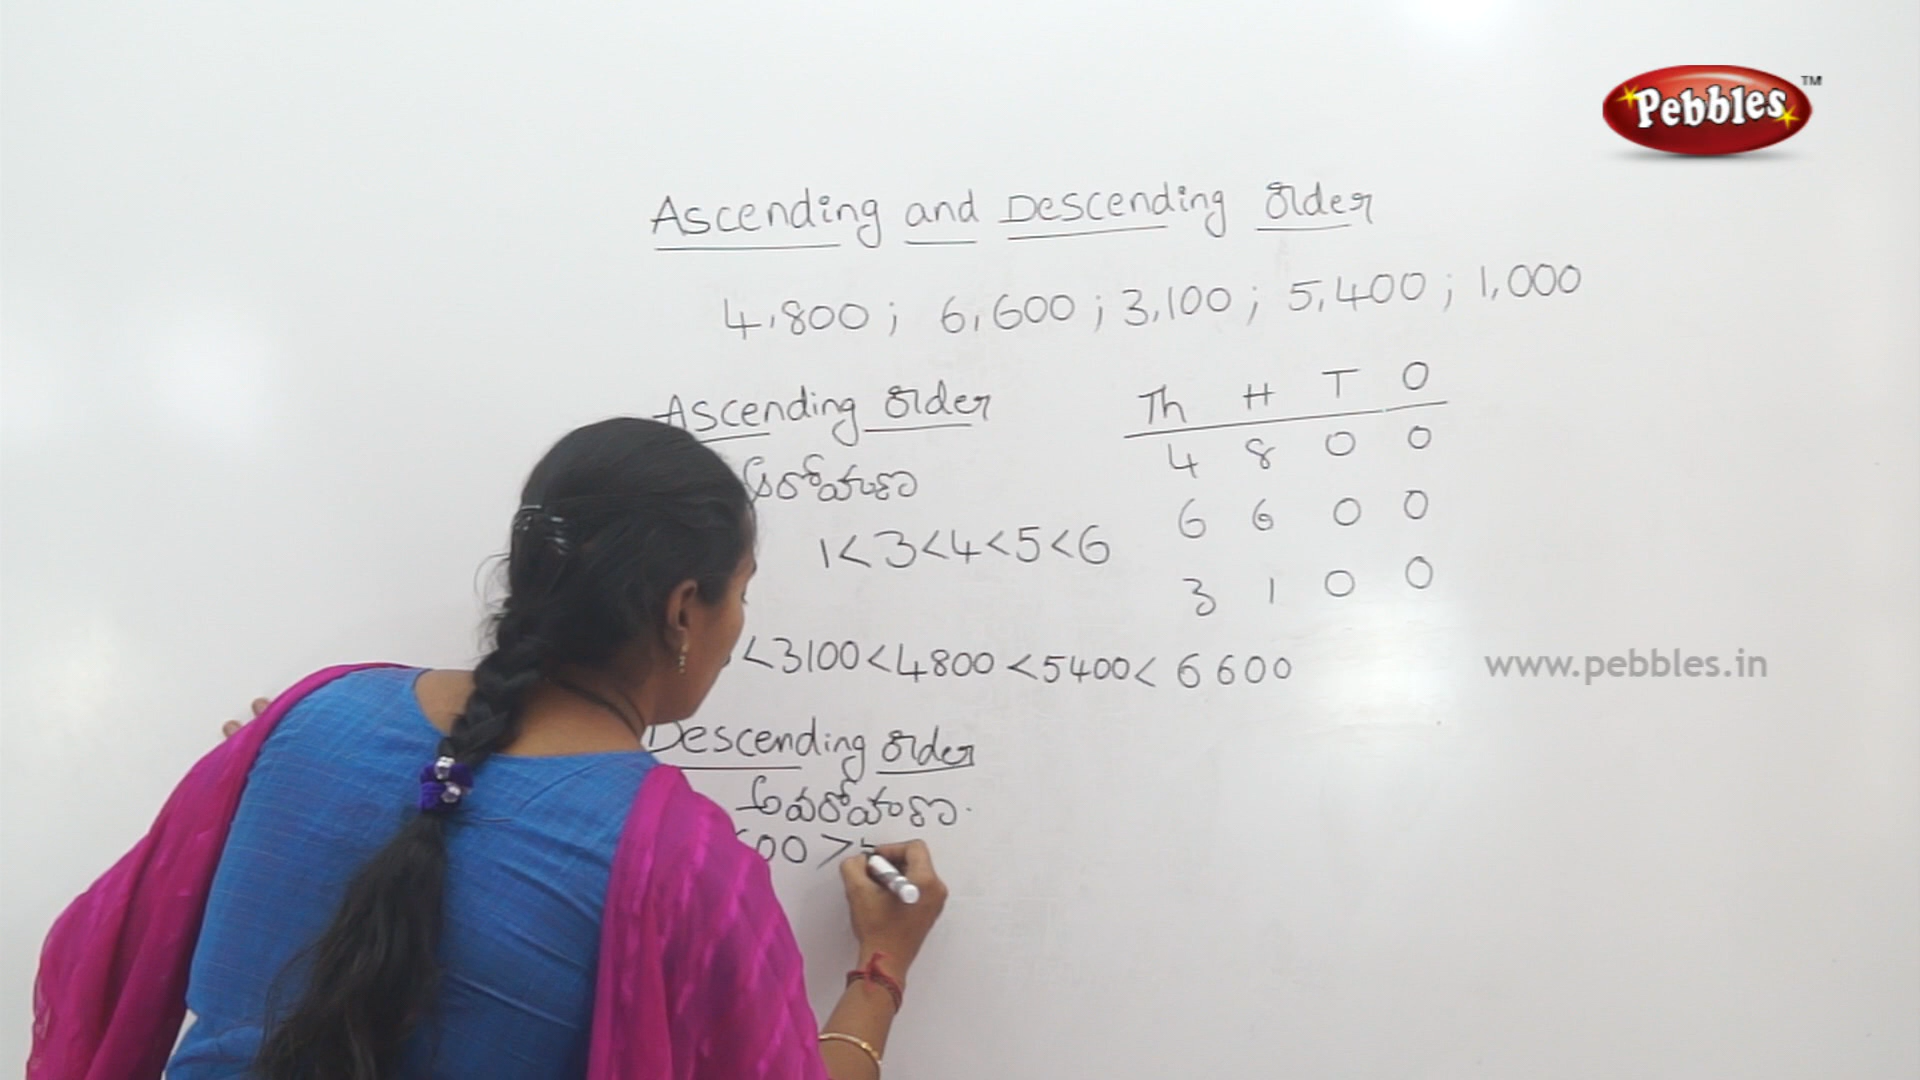 Pebbles TM
Ascending and Descending Order
4,800 ; 6,600 ; 3,100 ; 5,400 ; 1,000
Ascending Order
ఆరోహణ
1<3<4<5<6
<3100<4800<5400<6600
Th H T O
4 8 0 0
6 6 0 0
3 1 0 0
www.pebbles.in
Descending Order
అవరోహణ.
00>